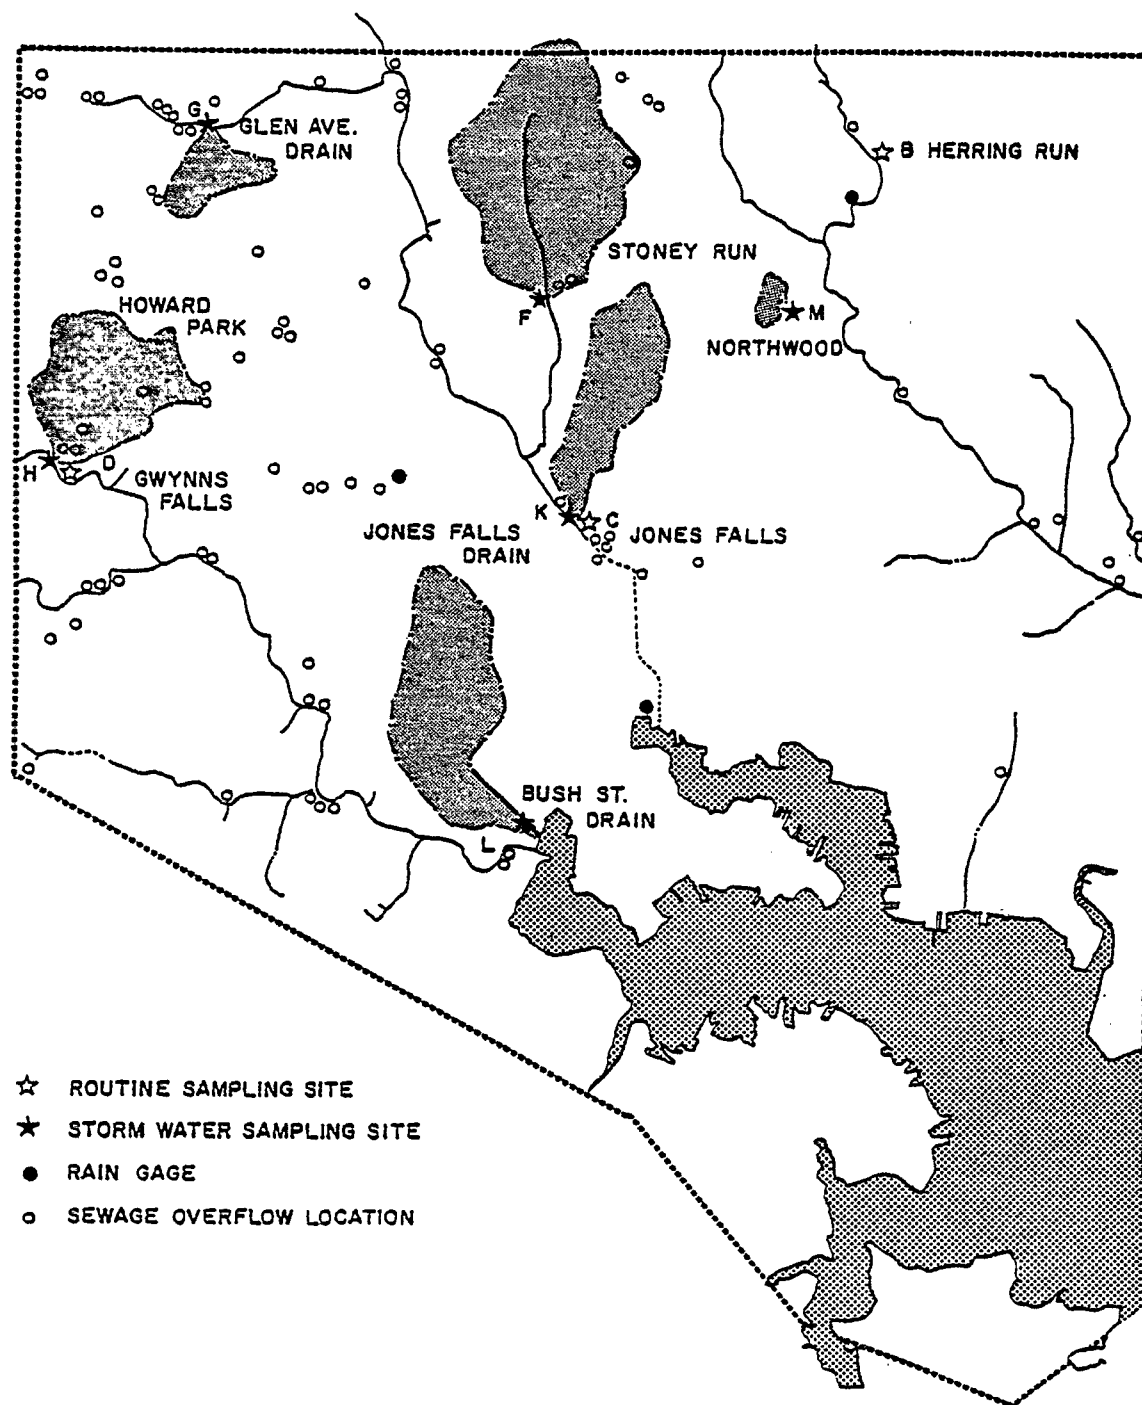 G
GLEN AVE.
DRAIN
B HERRING RUN
STONEY RUN
F
HOWARD
PARK
M
NORTHWOOD
H
D
GWYNNS
FALLS
K
C
JONES FALLS
DRAIN
JONES FALLS
BUSH ST.
DRAIN
L
ROUTINE SAMPLING SITE
STORM WATER SAMPLING SITE
RAIN GAGE
SEWAGE OVERFLOW LOCATION